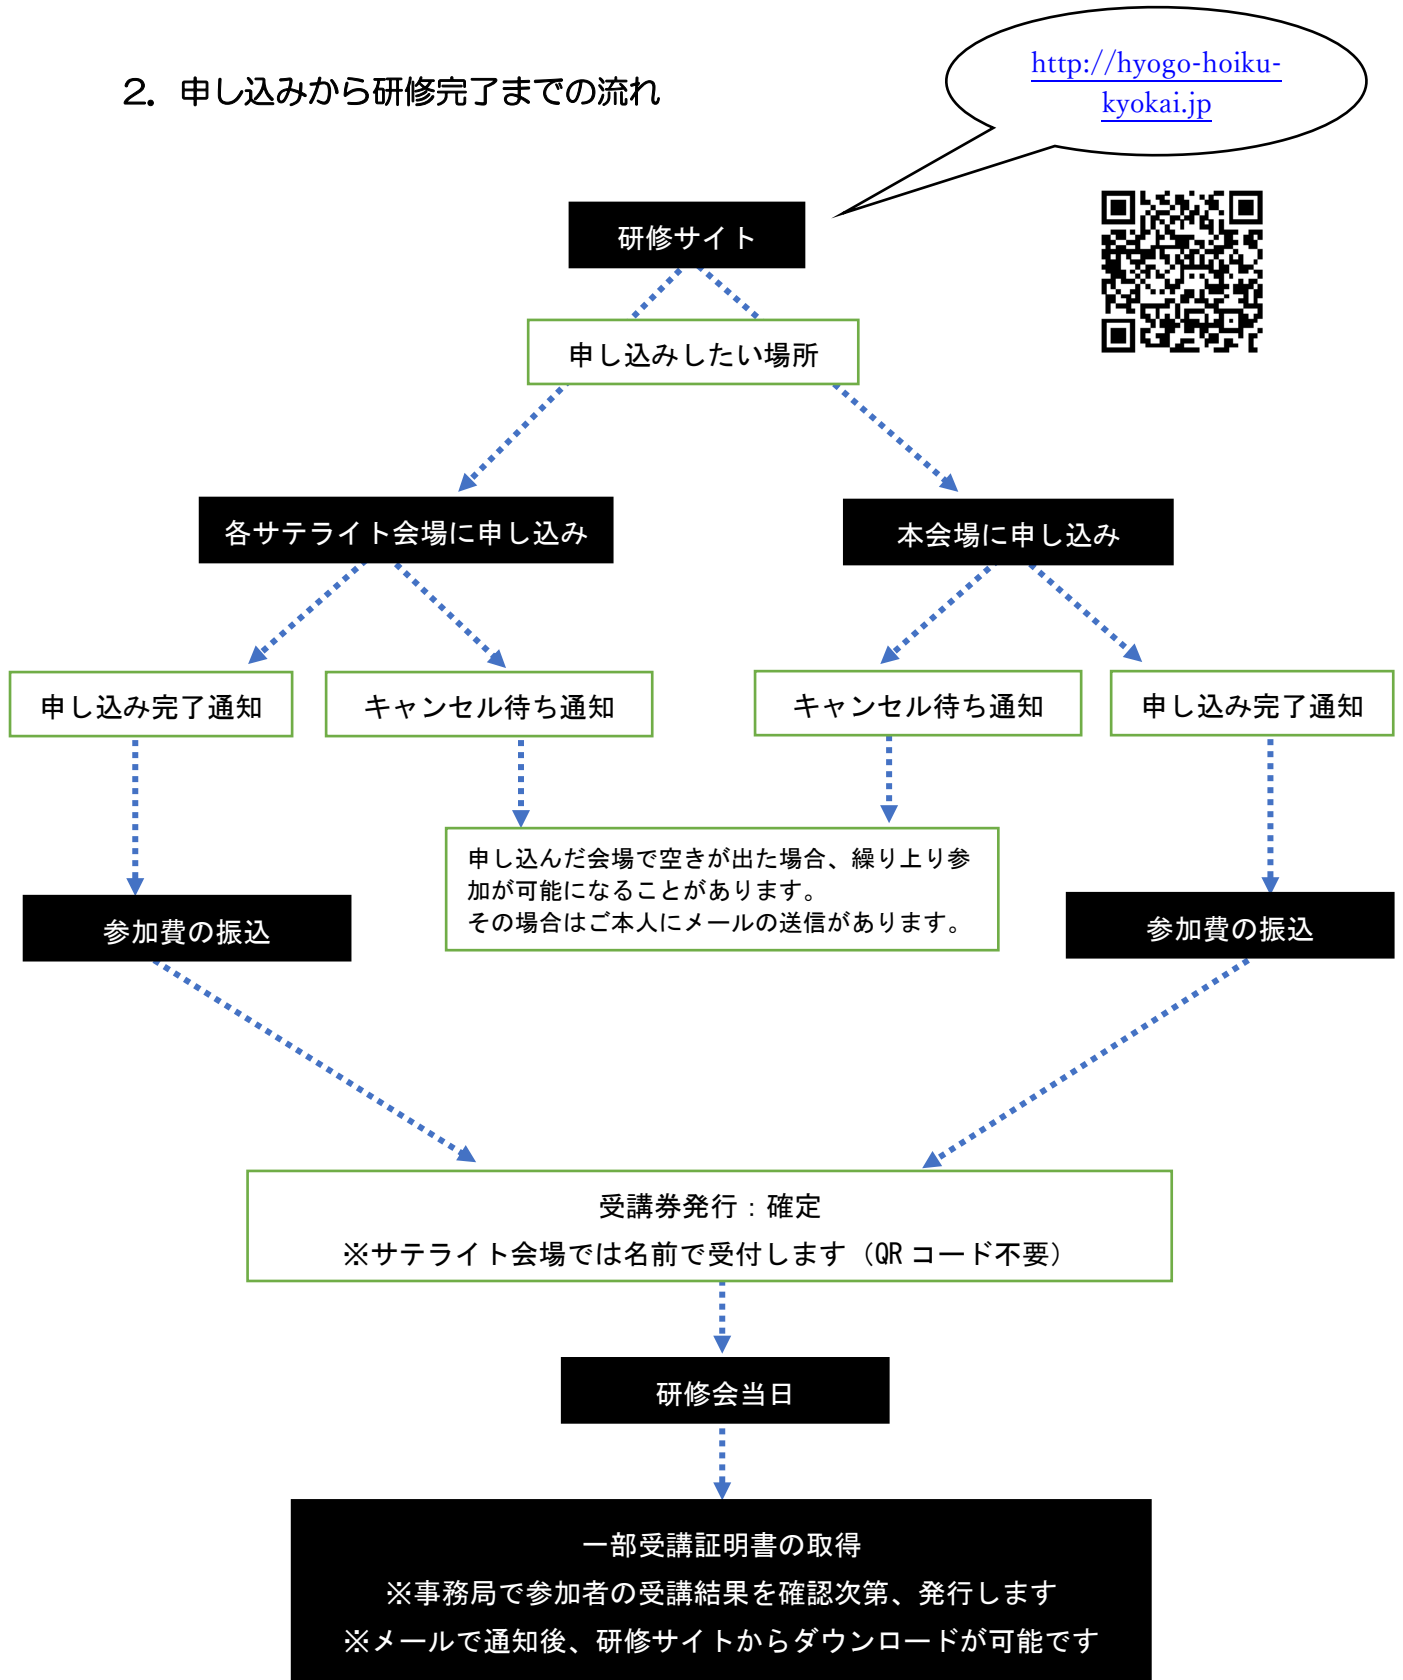 ２．申し込みから研修完了までの流れ
http://hyogo-hoiku-
kyokai.jp
研修サイト
申し込みしたい場所
各サテライト会場に申し込み
本会場に申し込み
申し込み完了通知
キャンセル待ち通知
キャンセル待ち通知
申し込み完了通知
申し込んだ会場で空きが出た場合、繰り上り参
加が可能になることがあります。
その場合はご本人にメールの送信があります。
参加費の振込
参加費の振込
受講券発行：確定
※サテライト会場では名前で受付します（QRコード不要）
研修会当日
一部受講証明書の取得
※事務局で参加者の受講結果を確認次第、発行します
※メールで通知後、研修サイトからダウンロードが可能です